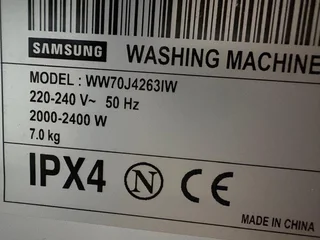 SAMSUNG WASHING MACHINE
MODEL : WW70J4263IW
220-240 V~ 50 Hz
2000-2400 W
7.0 kg
IPX4 N CE
MADE IN CHINA